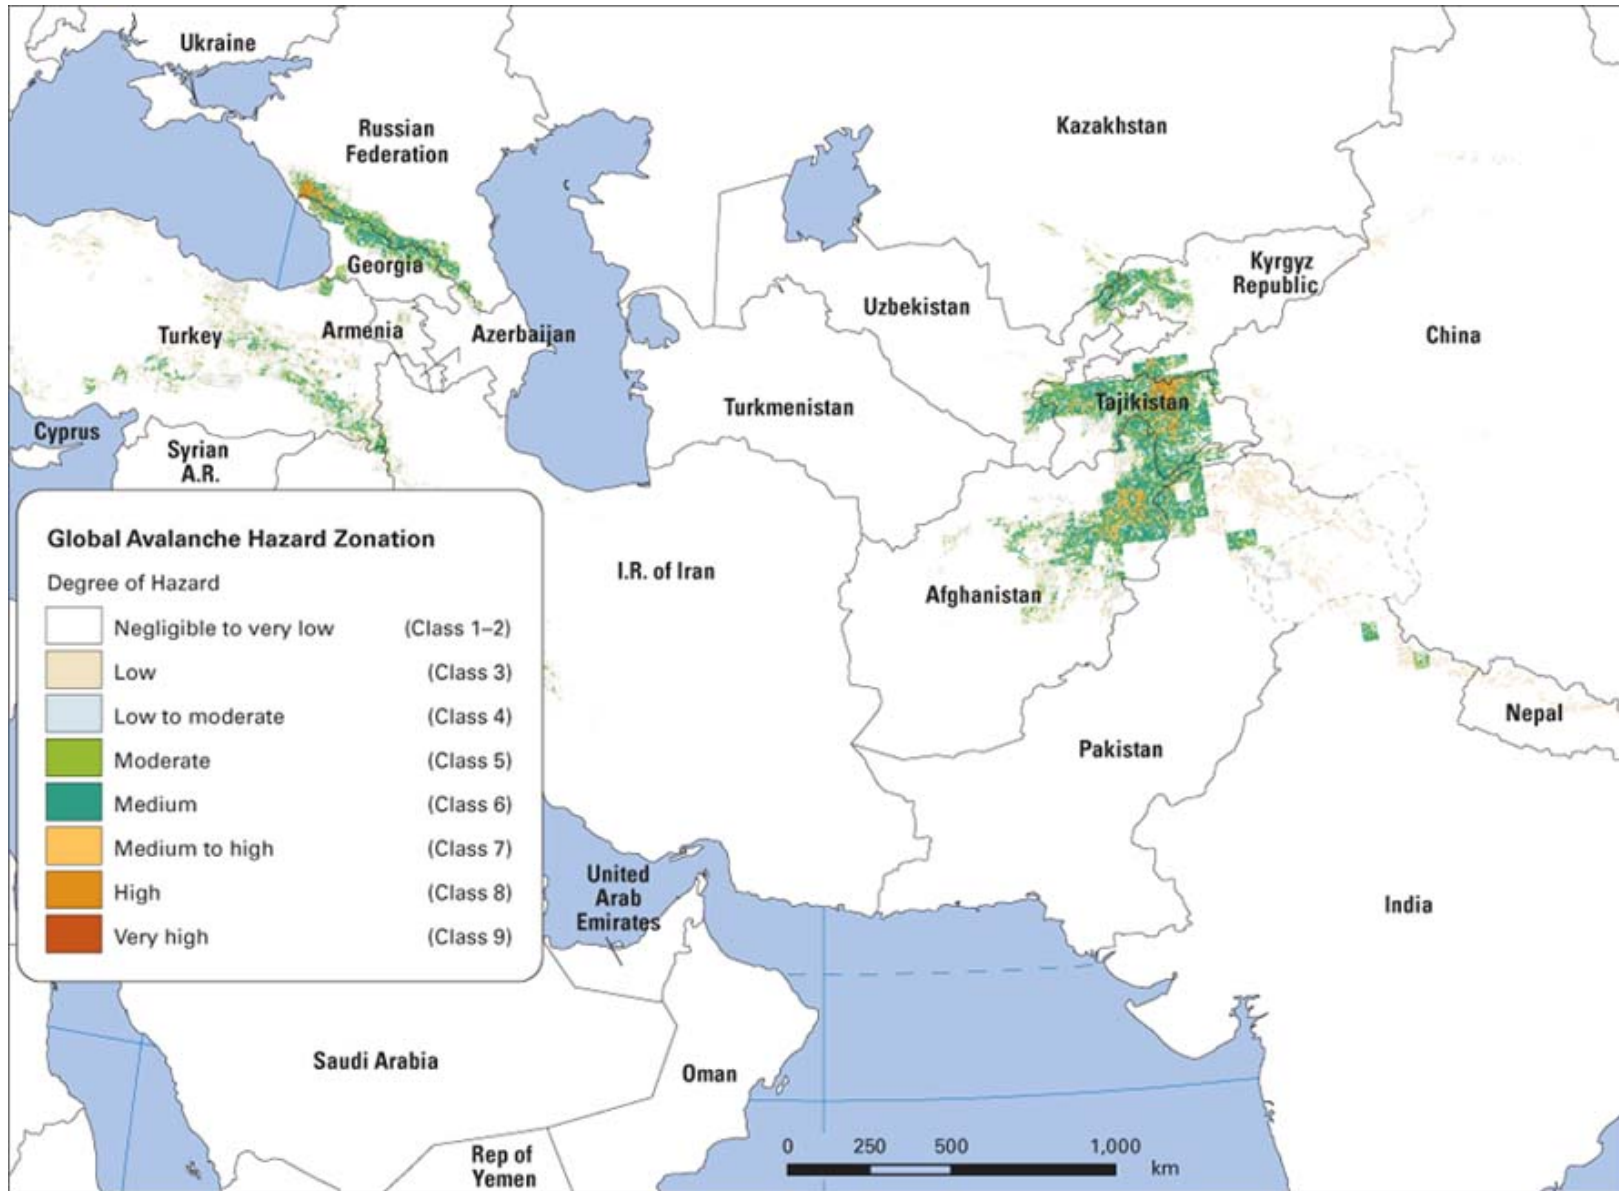 Ukraine
Russian
Federation
Kazakhstan
c
Georgia
Kyrgyz
Republic
Uzbekistan
Turkey
Armenia
Azerbaijan
China
Turkmenistan
Tajikistan
Cyprus
Syrian
A.R.
I.R. of Iran
Afghanistan
Nepal
Pakistan
United
Arab
Emirates
India
Saudi Arabia
Oman
Rep of
Yemen
Global Avalanche Hazard Zonation
Degree of Hazard
Negligible to very low (Class 1–2)
Low (Class 3)
Low to moderate (Class 4)
Moderate (Class 5)
Medium (Class 6)
Medium to high (Class 7)
High (Class 8)
Very high (Class 9)
0 250 500 1,000
km